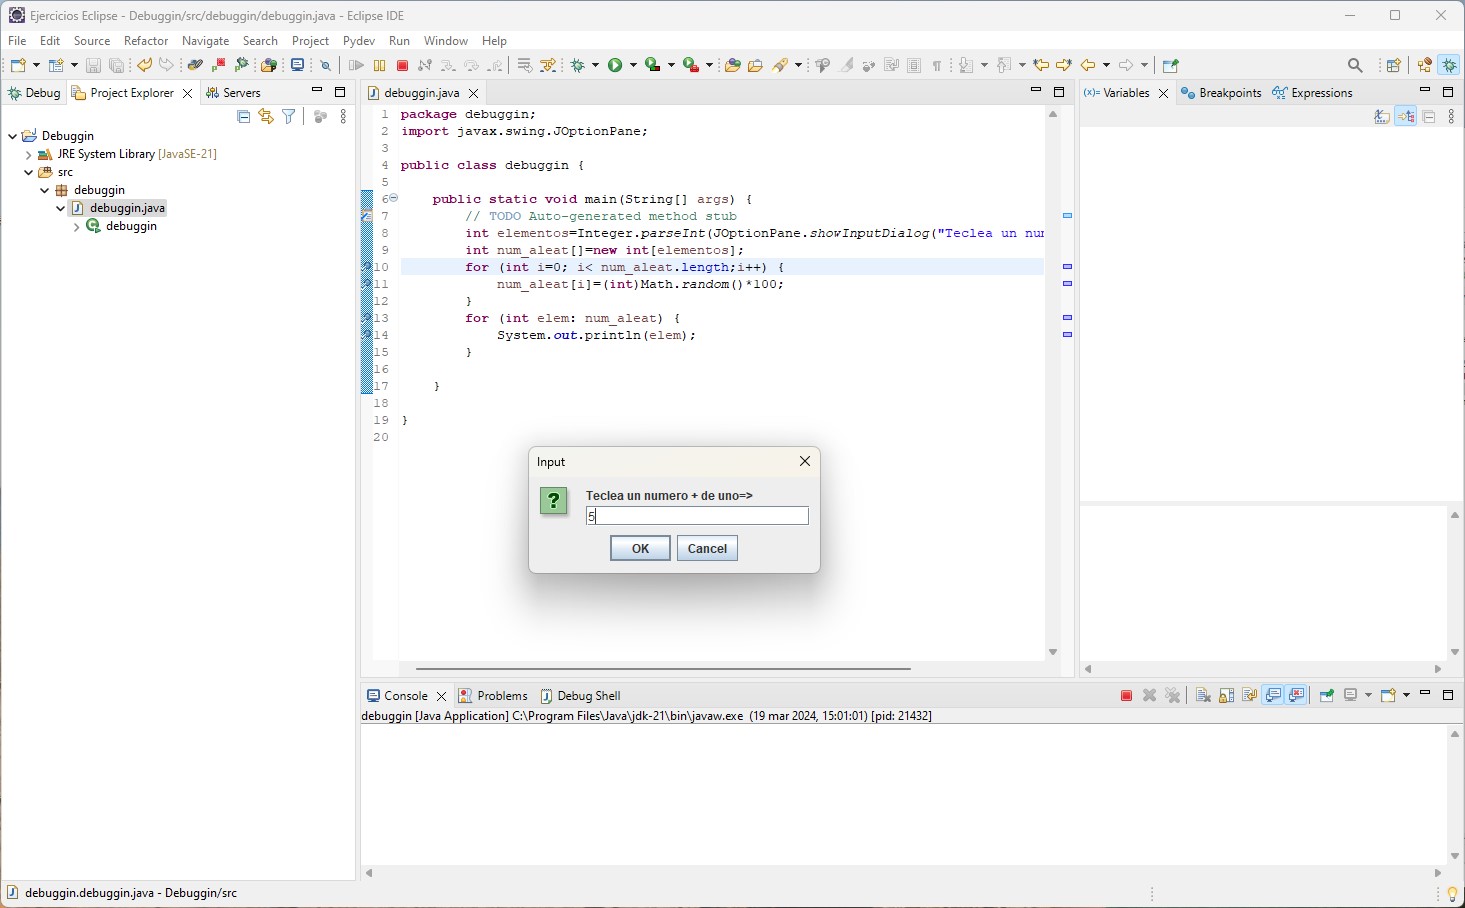 Ejercicios Eclipse - Debuggin/src/debuggin/debuggin.java - Eclipse IDE
File Edit Source Refactor Navigate Search Project Pydev Run Window Help
Debug Project Explorer Servers
Debuggin
JRE System Library [JavaSE-21]
src
debuggin
debuggin.java
debuggin
debuggin.java
1 package debuggin;
2 import javax.swing.JOptionPane;
3
4 public class debuggin {
5
6 public static void main(String[] args) {
7 // TODO Auto-generated method stub
8 int elementos=Integer.parseInt(JOptionPane.showInputDialog("Teclea un nu
9 int num_aleat[]=new int[elementos];
10 for (int i=0; i< num_aleat.length;i++) {
11 num_aleat[i]=(int)Math.random()*100;
12 }
13 for (int elem: num_aleat) {
14 System.out.println(elem);
15 }
16
17 }
18
19 }
20
Input
Teclea un numero + de uno=>
5
OK Cancel
(x)= Variables Breakpoints Expressions
Console Problems Debug Shell
debuggin [Java Application] C:\Program Files\Java\jdk-21\bin\javaw.exe (19 mar 2024, 15:01:01) [pid: 21432]
debuggin.debuggin.java - Debuggin/src